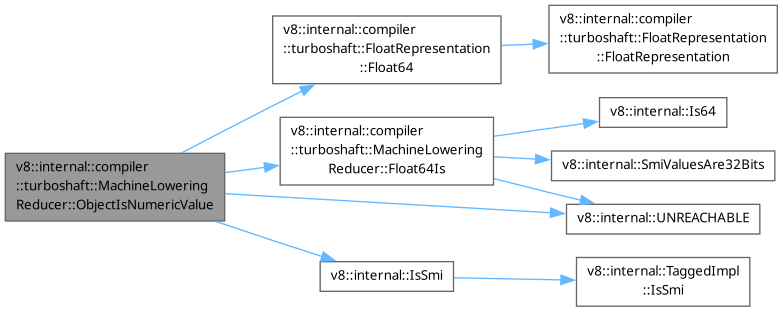 v8::internal::compiler
::turboshaft::MachineLowering
Reducer::ObjectIsNumericValue
v8::internal::compiler
::turboshaft::FloatRepresentation
::Float64
v8::internal::compiler
::turboshaft::FloatRepresentation
::FloatRepresentation
v8::internal::compiler
::turboshaft::MachineLowering
Reducer::Float64Is
v8::internal::Is64
v8::internal::SmiValuesAre32Bits
v8::internal::UNREACHABLE
v8::internal::IsSmi
v8::internal::TaggedImpl
::IsSmi